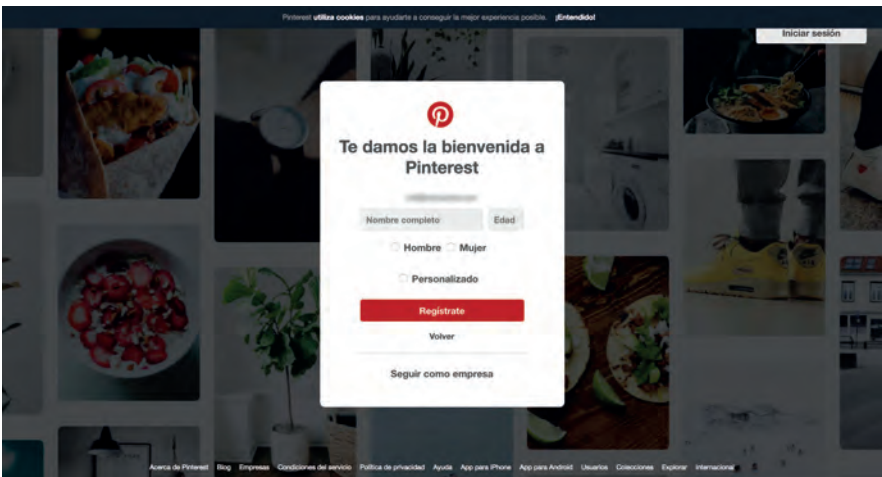 Pinterest utiliza cookies para ayudarte a conseguir la mejor experiencia posible. ¡Entendido!
Iniciar sesión
Te damos la bienvenida a
Pinterest
Nombre completo
Edad
Hombre
Mujer
Personalizado
Regístrate
Volver
Seguir como empresa
Acerca de Pinterest Blog Empresas Condiciones del servicio Política de privacidad Ayuda App para iPhone App para Android Usuarios Colecciones Explorar Internacional